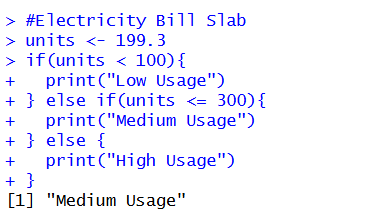 > #Electricity Bill Slab
> units <- 199.3
> if(units < 100){
+   print("Low Usage")
+ } else if(units <= 300){
+   print("Medium Usage")
+ } else {
+   print("High Usage")
+ }
[1] "Medium Usage"